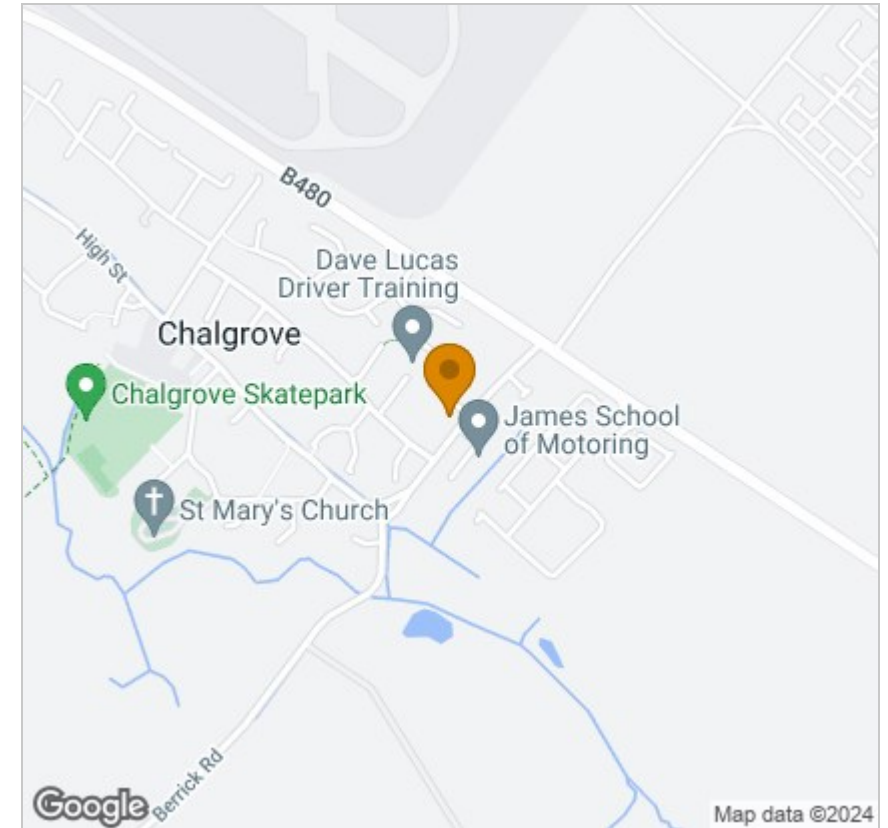 B480
High St
Dave Lucas
Driver Training
Chalgrove
Chalgrove Skatepark
James School
of Motoring
St Mary's Church
Berrick Rd
Google
Map data ©2024